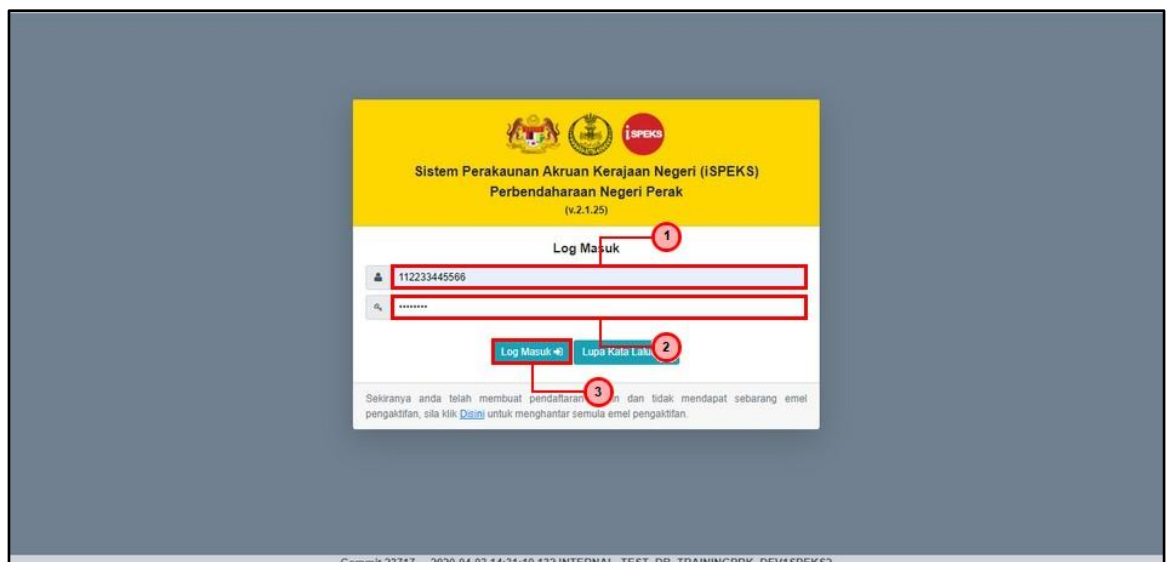 iSPEKS
Sistem Perakaunan Akruan Kerajaan Negeri (iSPEKS)
Perbendaharaan Negeri Perak
(v.2.1.25)
1
Log Masuk
112233445566
••••••••
2
Log Masuk
Lupa Kata
3
Sekiranya anda telah membuat pendaftaran dan tidak mendapat sebarang emel
pengaktifan, sila klik Disini untuk menghantar semula emel pengaktifan.